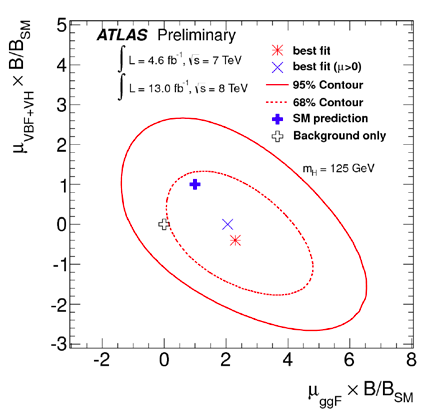 ATLAS Preliminary
∫ L = 4.6 fb⁻¹, √s = 7 TeV
∫ L = 13.0 fb⁻¹, √s = 8 TeV
best fit
best fit (μ>0)
95% Contour
68% Contour
SM prediction
Background only
m_H = 125 GeV
μ_VBF+VH × B/B_SM
5
4
3
2
1
0
-1
-2
-3
-2 0 2 4 6 8
μ_ggF × B/B_SM